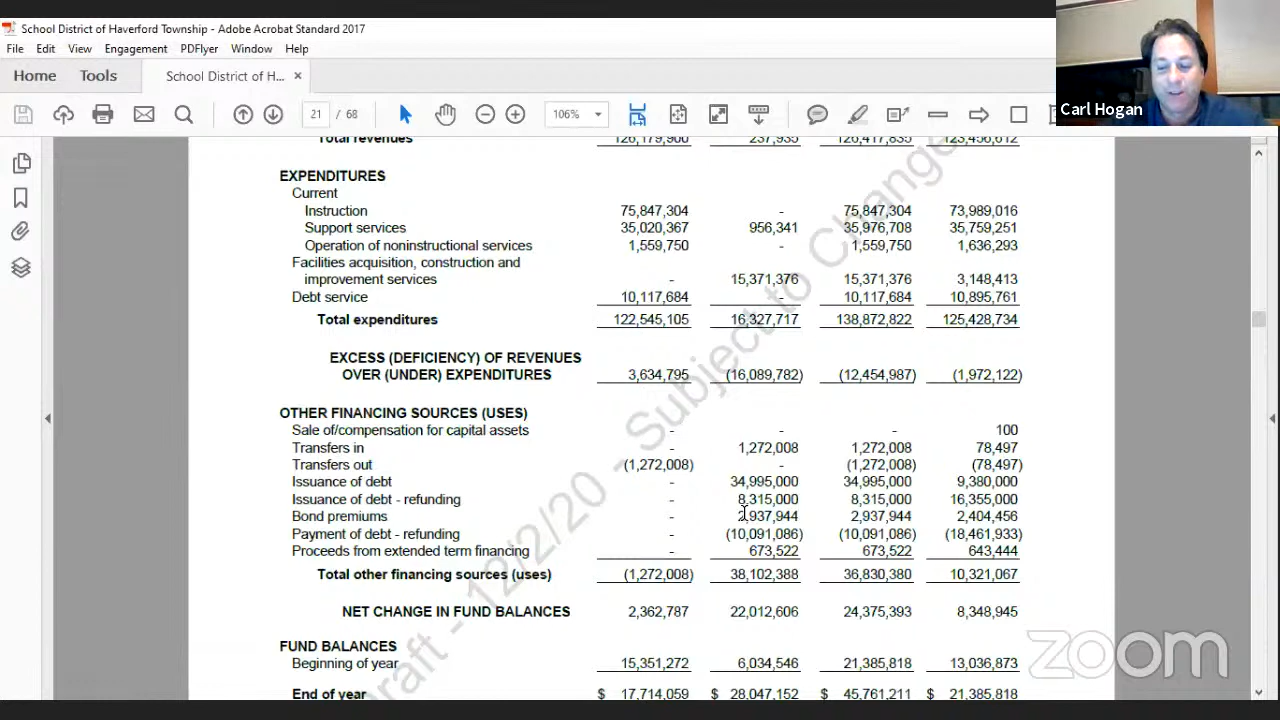 School District of Haverford Township - Adobe Acrobat Standard 2017
File Edit View Engagement PDFlyer Window Help
Home Tools School District of H... ×
21 / 68 106%
Carl Hogan
Total revenues 126,179,900 237,935 126,417,835 123,456,612
EXPENDITURES
Current
Instruction 75,847,304 - 75,847,304 73,989,016
Support services 35,020,367 956,341 35,976,708 35,759,251
Operation of noninstructional services 1,559,750 - 1,559,750 1,636,293
Facilities acquisition, construction and
improvement services - 15,371,376 15,371,376 3,148,413
Debt service 10,117,684 - 10,117,684 10,895,761
Total expenditures 122,545,105 16,327,717 138,872,822 125,428,734
EXCESS (DEFICIENCY) OF REVENUES
OVER (UNDER) EXPENDITURES 3,634,795 (16,089,782) (12,454,987) (1,972,122)
OTHER FINANCING SOURCES (USES)
Sale of/compensation for capital assets - - - 100
Transfers in - 1,272,008 1,272,008 78,497
Transfers out (1,272,008) - (1,272,008) (78,497)
Issuance of debt - 34,995,000 34,995,000 9,380,000
Issuance of debt - refunding - 8,315,000 8,315,000 16,355,000
Bond premiums - 2,937,944 2,937,944 2,404,456
Payment of debt - refunding - (10,091,086) (10,091,086) (18,461,933)
Proceeds from extended term financing - 673,522 673,522 643,444
Total other financing sources (uses) (1,272,008) 38,102,388 36,830,380 10,321,067
NET CHANGE IN FUND BALANCES 2,362,787 22,012,606 24,375,393 8,348,945
FUND BALANCES
Beginning of year 15,351,272 6,034,546 21,385,818 13,036,873
End of year $ 17,714,059 $ 28,047,152 $ 45,761,211 $ 21,385,818
raft - 12/2/20 - Subject to Change
zoom